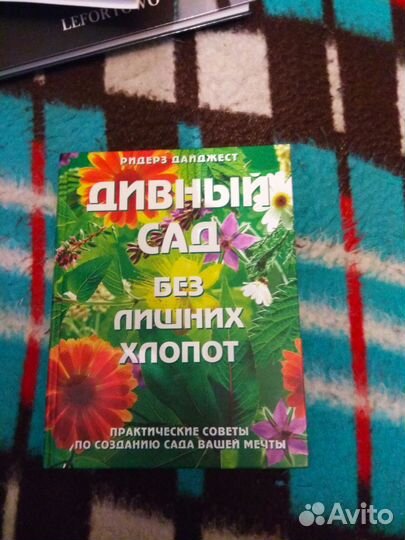 LEFORTOVO
РИДЕРЗ ДАЙДЖЕСТ
ДИВНЫЙ
САД
БЕЗ
ЛИШНИХ
ХЛОПОТ
ПРАКТИЧЕСКИЕ СОВЕТЫ
ПО СОЗДАНИЮ САДА ВАШЕЙ МЕЧТЫ
Avito